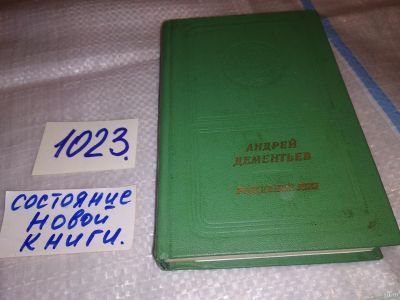 1023.
СОСТОЯНИЕ
НОВОЙ
КНИГИ.
АНДРЕЙ
ДЕМЕНТЬЕВ